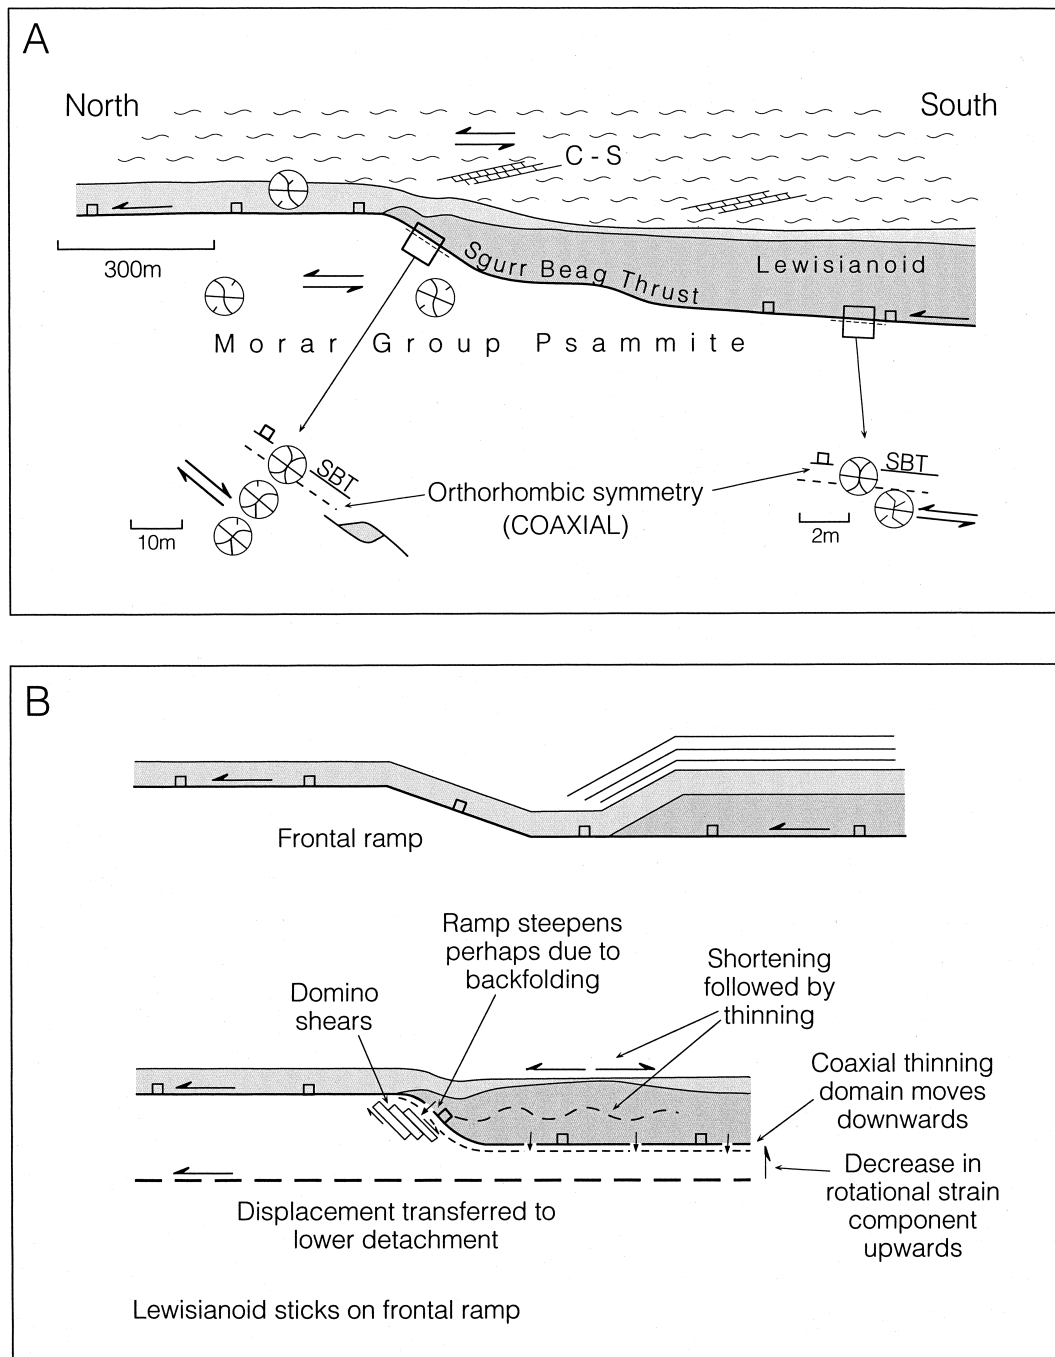 A
North
South
C - S
300m
Sgurr Beag Thrust
Lewisianoid
Morar Group Psammite
SBT
SBT
Orthorhombic symmetry
(COAXIAL)
10m
2m
B
Frontal ramp
Ramp steepens
perhaps due to
backfolding
Domino
shears
Shortening
followed by
thinning
Coaxial thinning
domain moves
downwards
Decrease in
rotational strain
component
upwards
Displacement transferred to
lower detachment
Lewisianoid sticks on frontal ramp